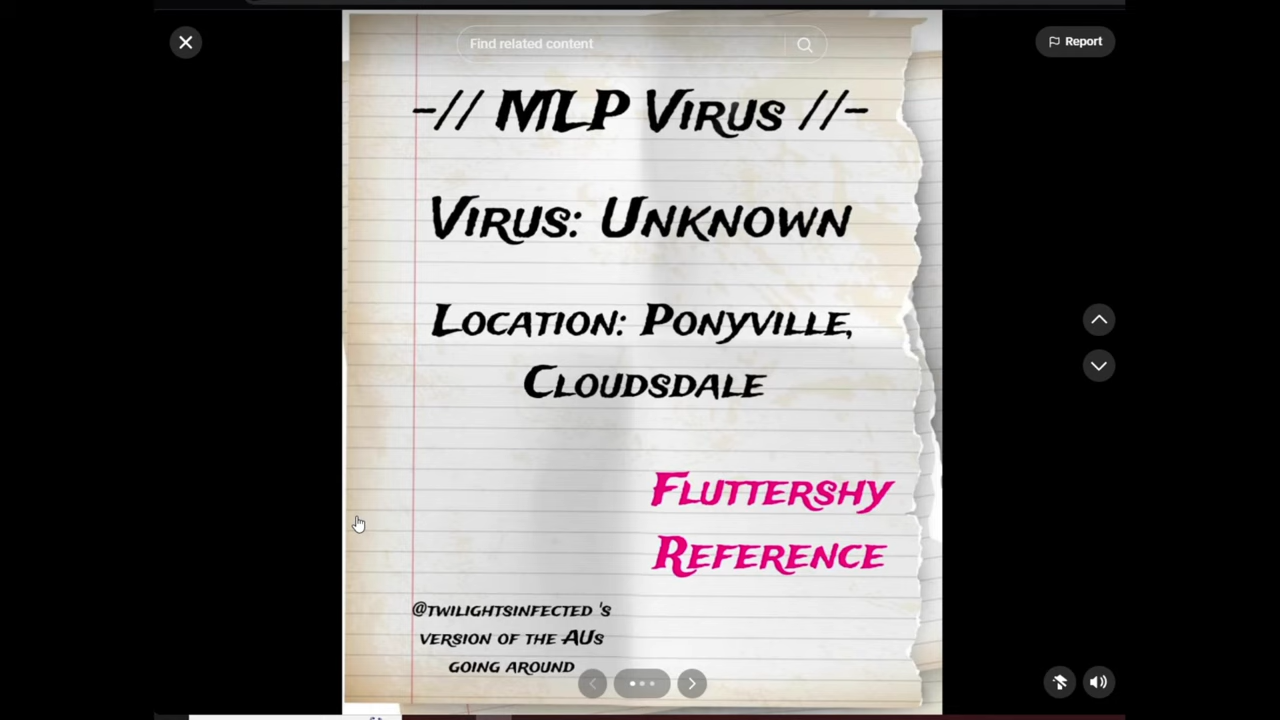 Find related content
Report
-// MLP Virus //-
Virus: Unknown
Location: Ponyville,
Cloudsdale
Fluttershy
Reference
@twilightsinfected 's
version of the AUs
going around